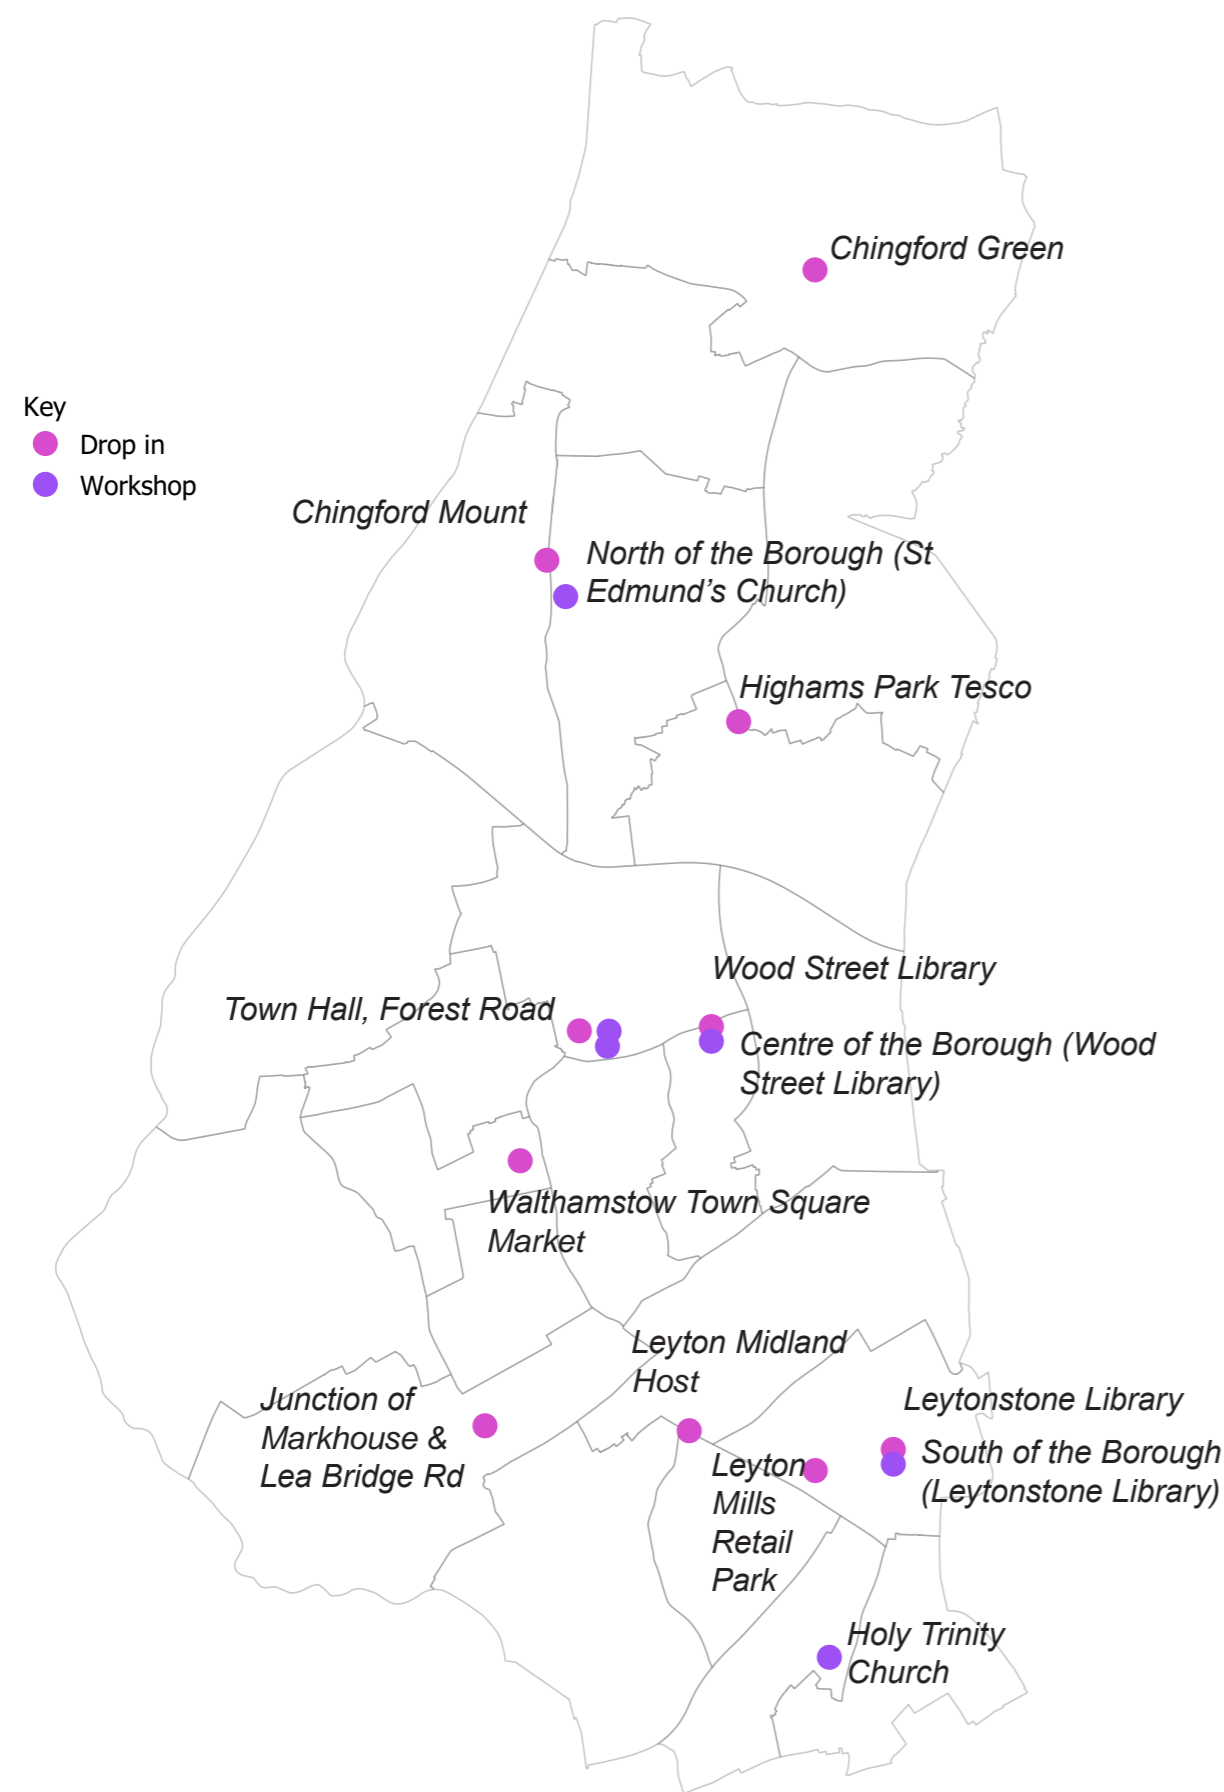 Chingford Green
Key
Drop in
Workshop
Chingford Mount
North of the Borough (St
Edmund’s Church)
Highams Park Tesco
Wood Street Library
Town Hall, Forest Road
Centre of the Borough (Wood
Street Library)
Walthamstow Town Square
Market
Leyton Midland
Host
Junction of
Markhouse &
Lea Bridge Rd
Leytonstone Library
South of the Borough
(Leytonstone Library)
Leyton
Mills
Retail
Park
Holy Trinity
Church